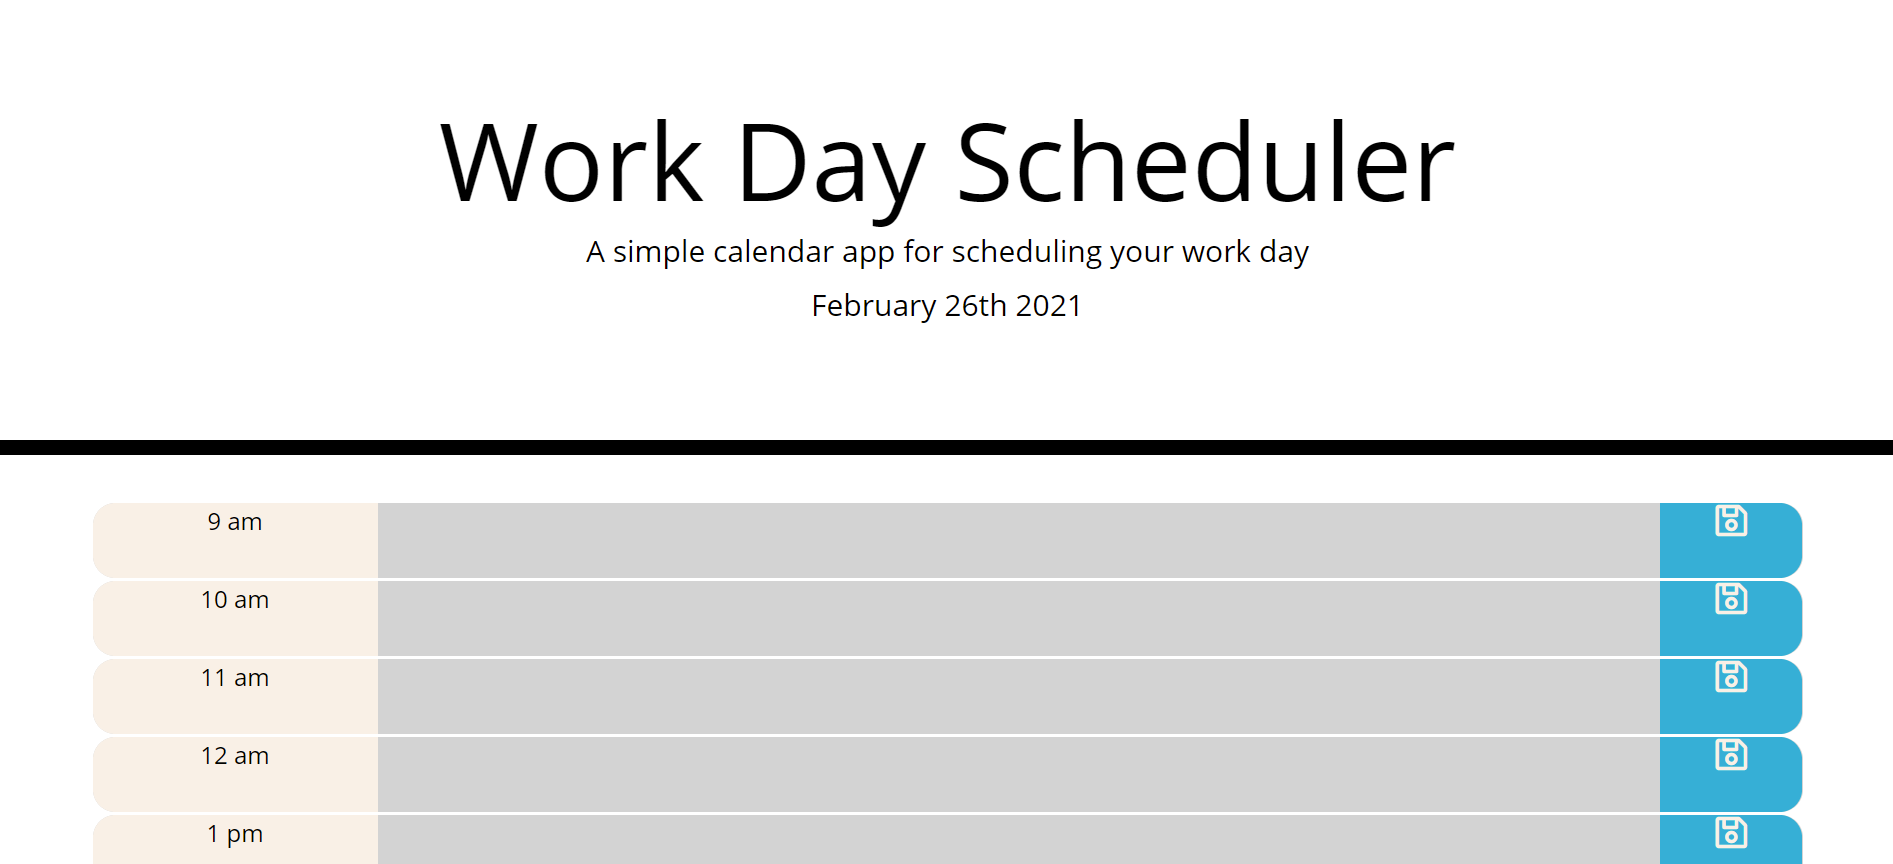 Work Day Scheduler
A simple calendar app for scheduling your work day
February 26th 2021
9 am
10 am
11 am
12 am
1 pm